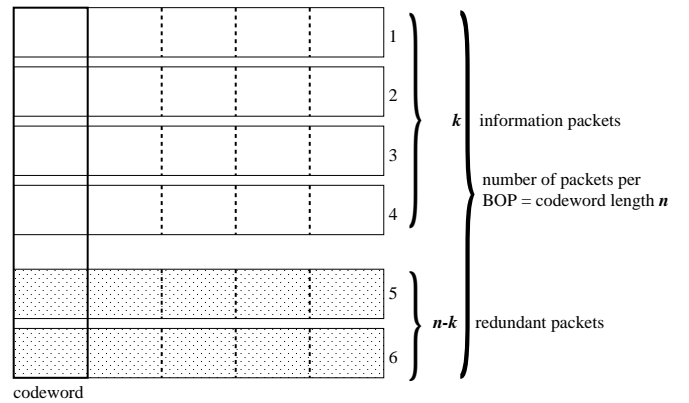 1
2
3
4
k information packets
number of packets per
BOP = codeword length n
5
n-k redundant packets
6
codeword